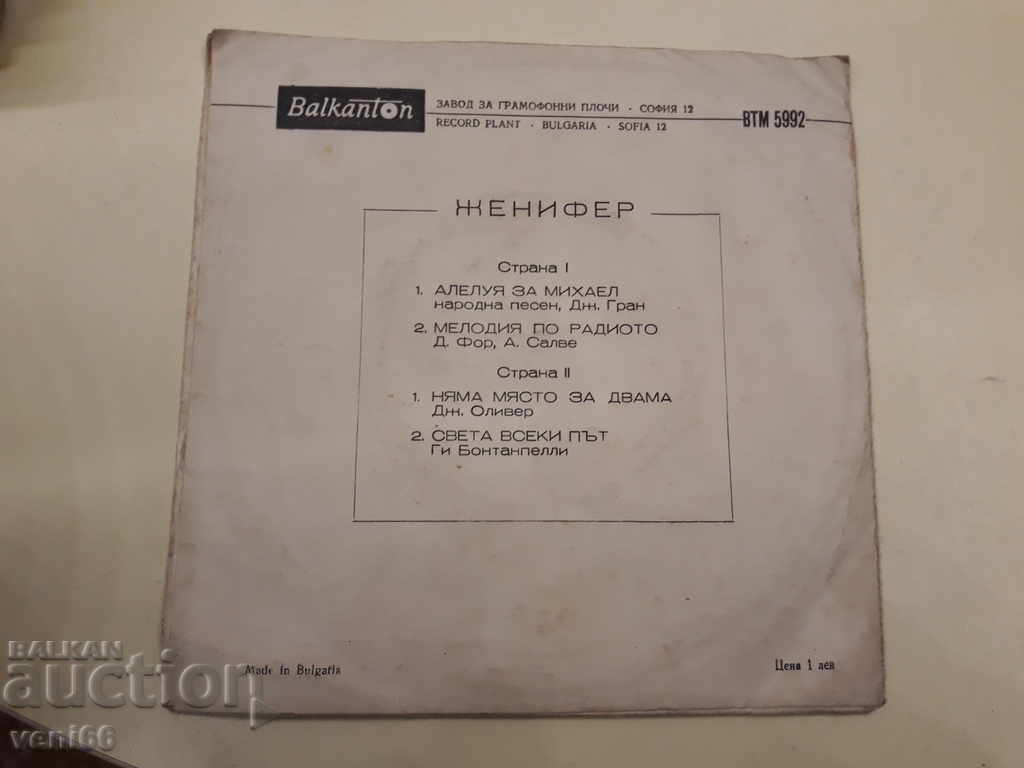 Balkanton
ЗАВОД ЗА ГРАМОФОННИ ПЛОЧИ · СОФИЯ 12
RECORD PLANT · BULGARIA · SOFIA 12
ВТМ 5992
ЖЕНИФЕР
Страна I
1. АЛЕЛУЯ ЗА МИХАЕЛ
народна песен, Дж. Гран
2. МЕЛОДИЯ ПО РАДИОТО
Д. Фор, А. Салве
Страна II
1. НЯМА МЯСТО ЗА ДВАМА
Дж. Оливер
2. СВЕТА ВСЕКИ ПЪТ
Ги Бонтанпелли
Made in Bulgaria
Цена 1 лев
BALKAN
auction
veni66